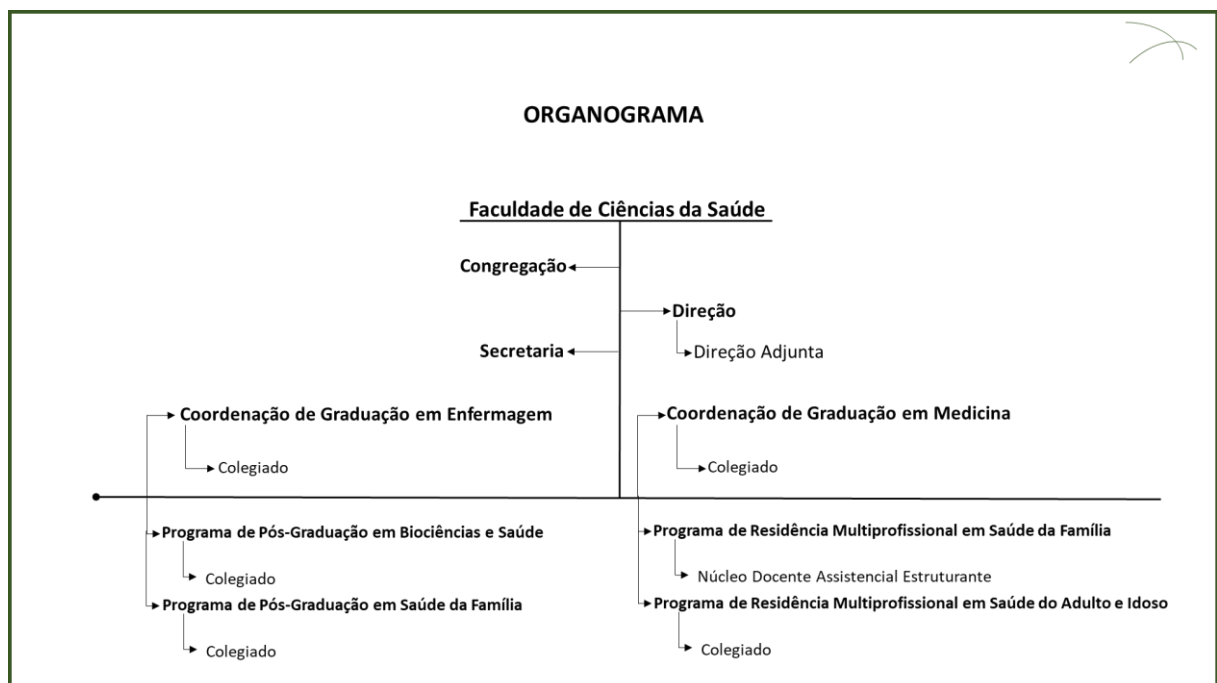 ORGANOGRAMA
Faculdade de Ciências da Saúde
Congregação
Direção
Secretaria
Direção Adjunta
Coordenação de Graduação em Enfermagem
Colegiado
Coordenação de Graduação em Medicina
Colegiado
Programa de Pós-Graduação em Biociências e Saúde
Colegiado
Programa de Pós-Graduação em Saúde da Família
Colegiado
Programa de Residência Multiprofissional em Saúde da Família
Núcleo Docente Assistencial Estruturante
Programa de Residência Multiprofissional em Saúde do Adulto e Idoso
Colegiado